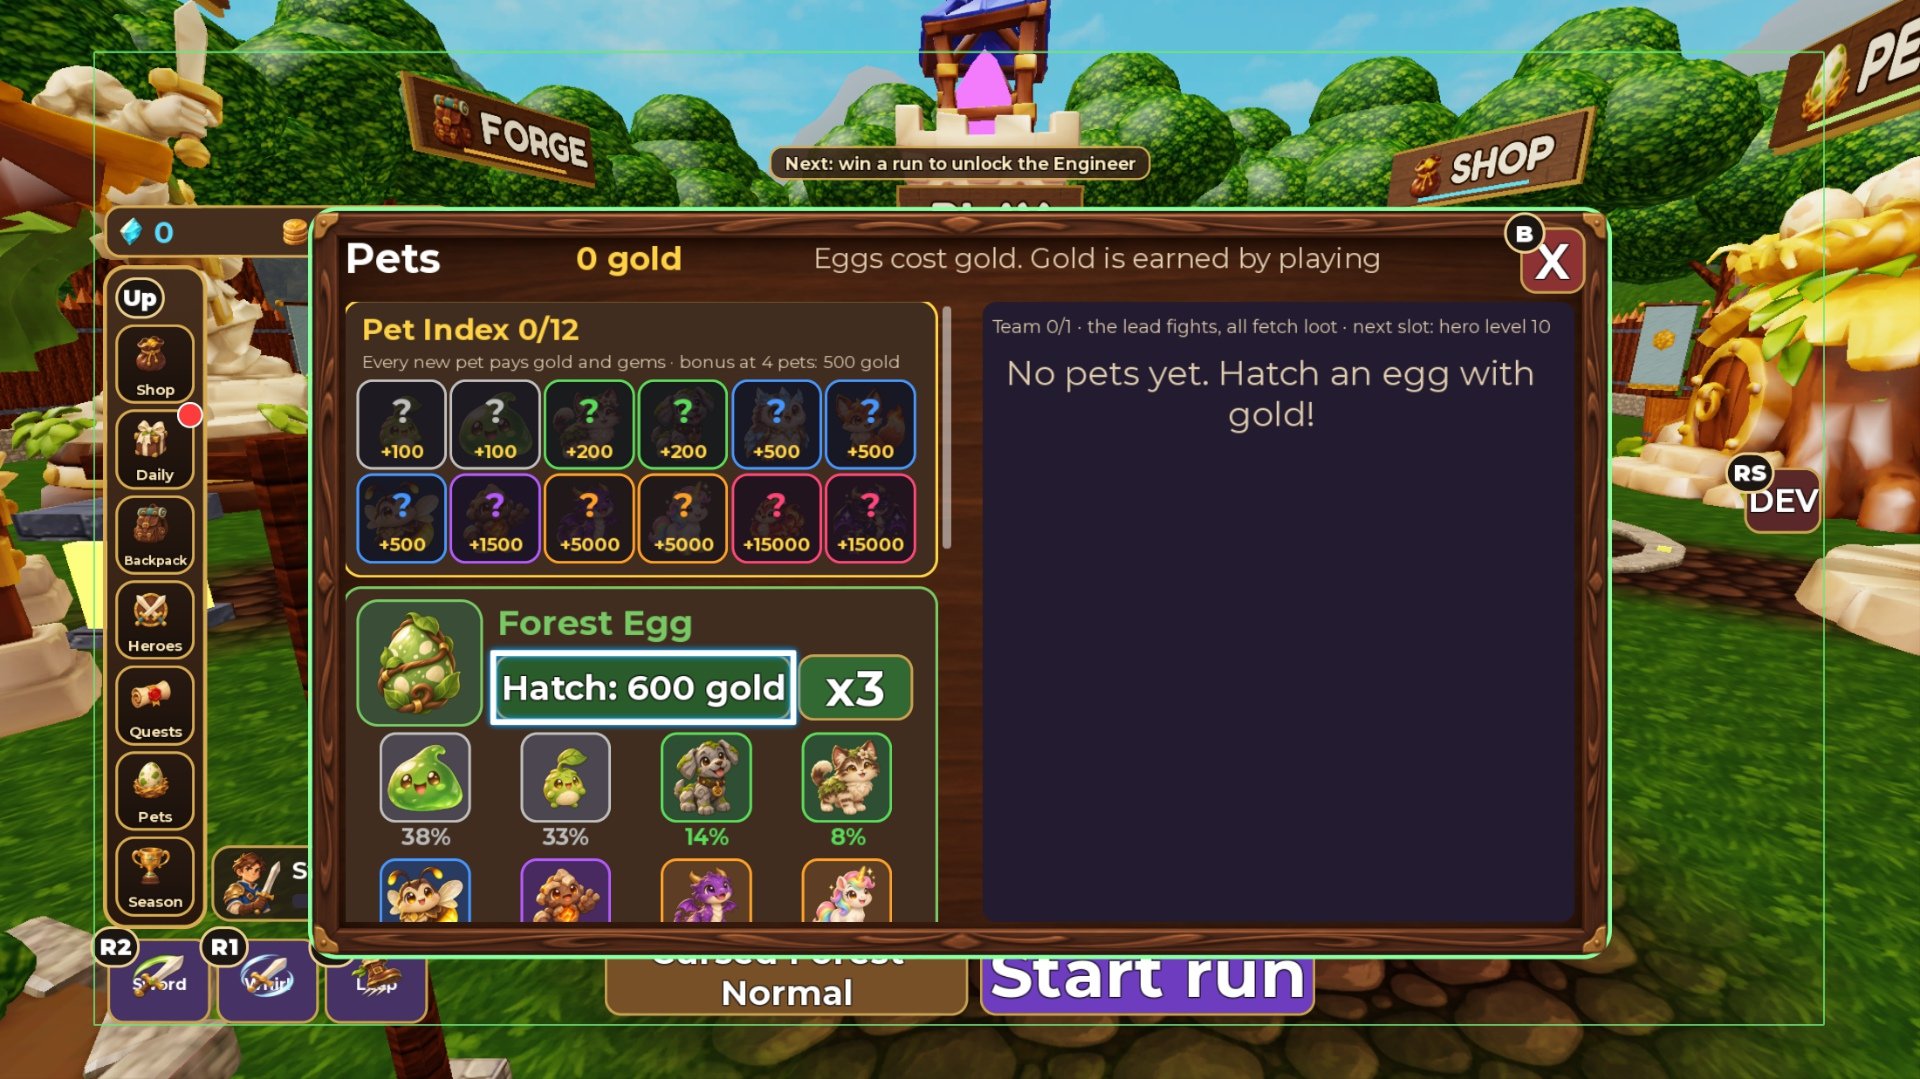 FORGE
Next: win a run to unlock the Engineer
SHOP
0
Pets
0 gold
Eggs cost gold. Gold is earned by playing
B
X
Up
Shop
Daily
Backpack
Heroes
Quests
Pets
Season
Pet Index 0/12
Every new pet pays gold and gems · bonus at 4 pets: 500 gold
? ? ? ? ? ?
+100 +100 +200 +200 +500 +500
? ? ? ? ? ?
+500 +1500 +5000 +5000 +15000 +15000
Forest Egg
Hatch: 600 gold
x3
38% 33% 14% 8%
Team 0/1 · the lead fights, all fetch loot · next slot: hero level 10
No pets yet. Hatch an egg with
gold!
RS
DEV
R2
R1
Sword
Whirl
Leap
Cursed Forest
Normal
Start run